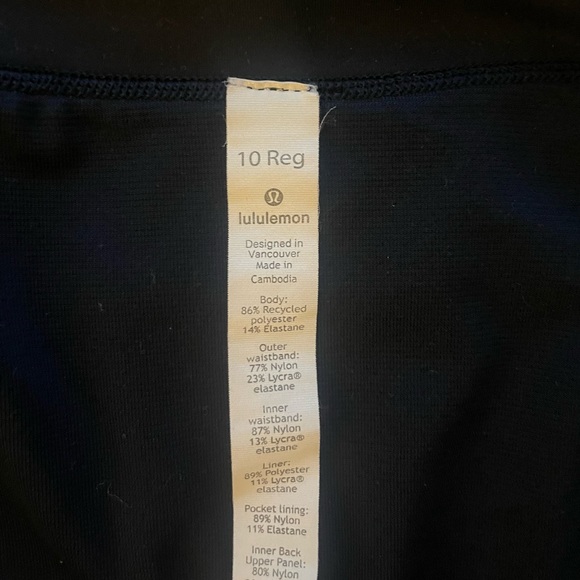 10 Reg
lululemon
Designed in
Vancouver
Made in
Cambodia
Body:
86% Recycled
polyester
14% Elastane
Outer
waistband:
77% Nylon
23% Lycra®
elastane
Inner
waistband:
87% Nylon
13% Lycra®
elastane
Liner:
89% Polyester
11% Lycra®
elastane
Pocket lining:
89% Nylon
11% Elastane
Inner Back
Upper Panel:
80% Nylon